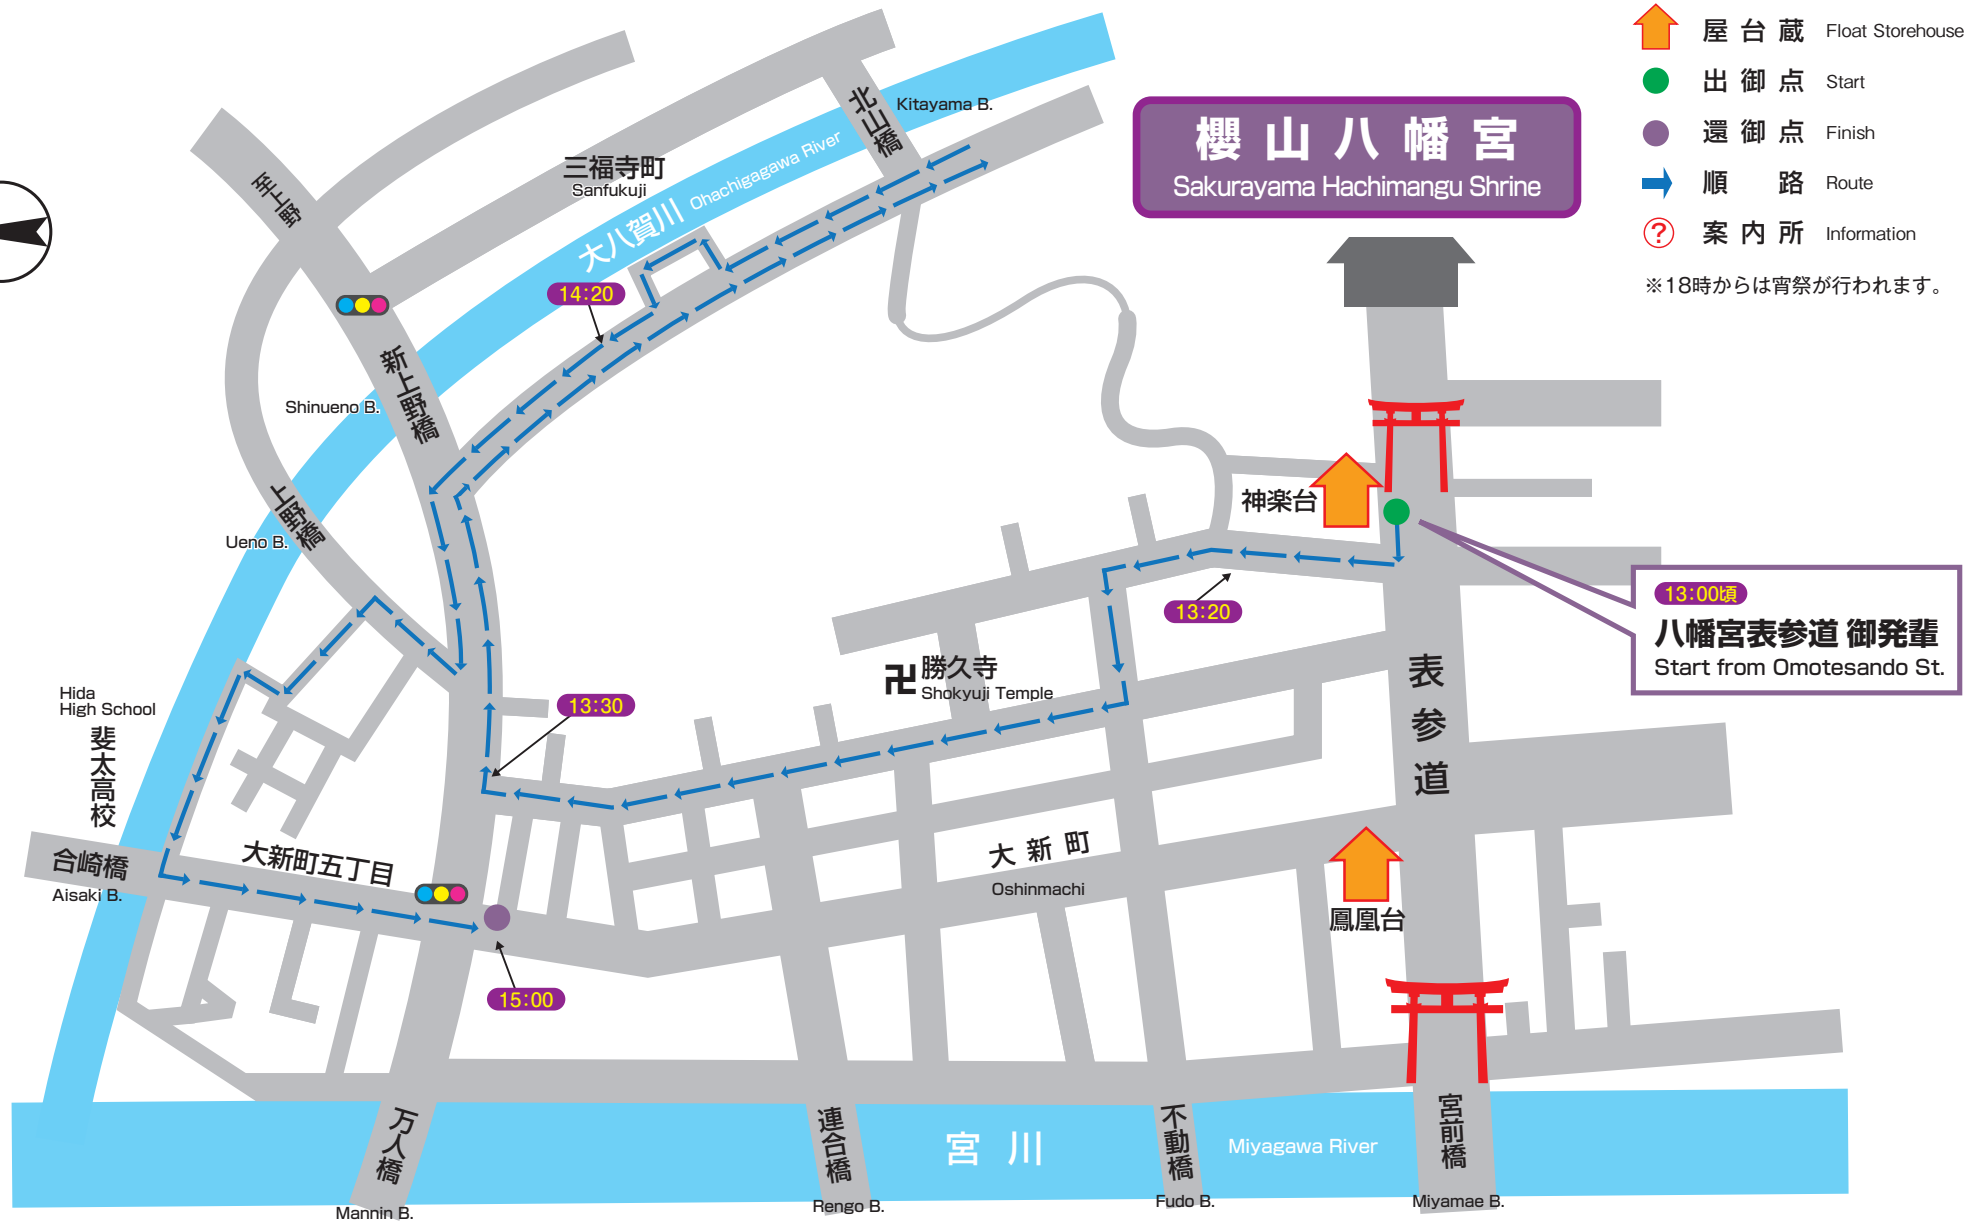 屋台蔵 Float Storehouse
出御点 Start
還御点 Finish
順路 Route
? 案内所 Information
※18時からは宵祭が行われます。
櫻山八幡宮
Sakurayama Hachimangu Shrine
北山橋
Kitayama B.
三福寺町
Sanfukuji
大八賀川 Ohachigagawa River
至上野
14:20
新上野橋
Shinueno B.
上野橋
Ueno B.
神楽台
13:20
13:00頃
八幡宮表参道 御発輦
Start from Omotesando St.
卍 勝久寺
Shokyuji Temple
表参道
13:30
Hida
High School
斐太高校
合崎橋
Aisaki B.
大新町五丁目
大新町
Oshinmachi
鳳凰台
15:00
万人橋
Mannin B.
連合橋
Rengo B.
宮川
Miyagawa River
不動橋
Fudo B.
宮前橋
Miyamae B.